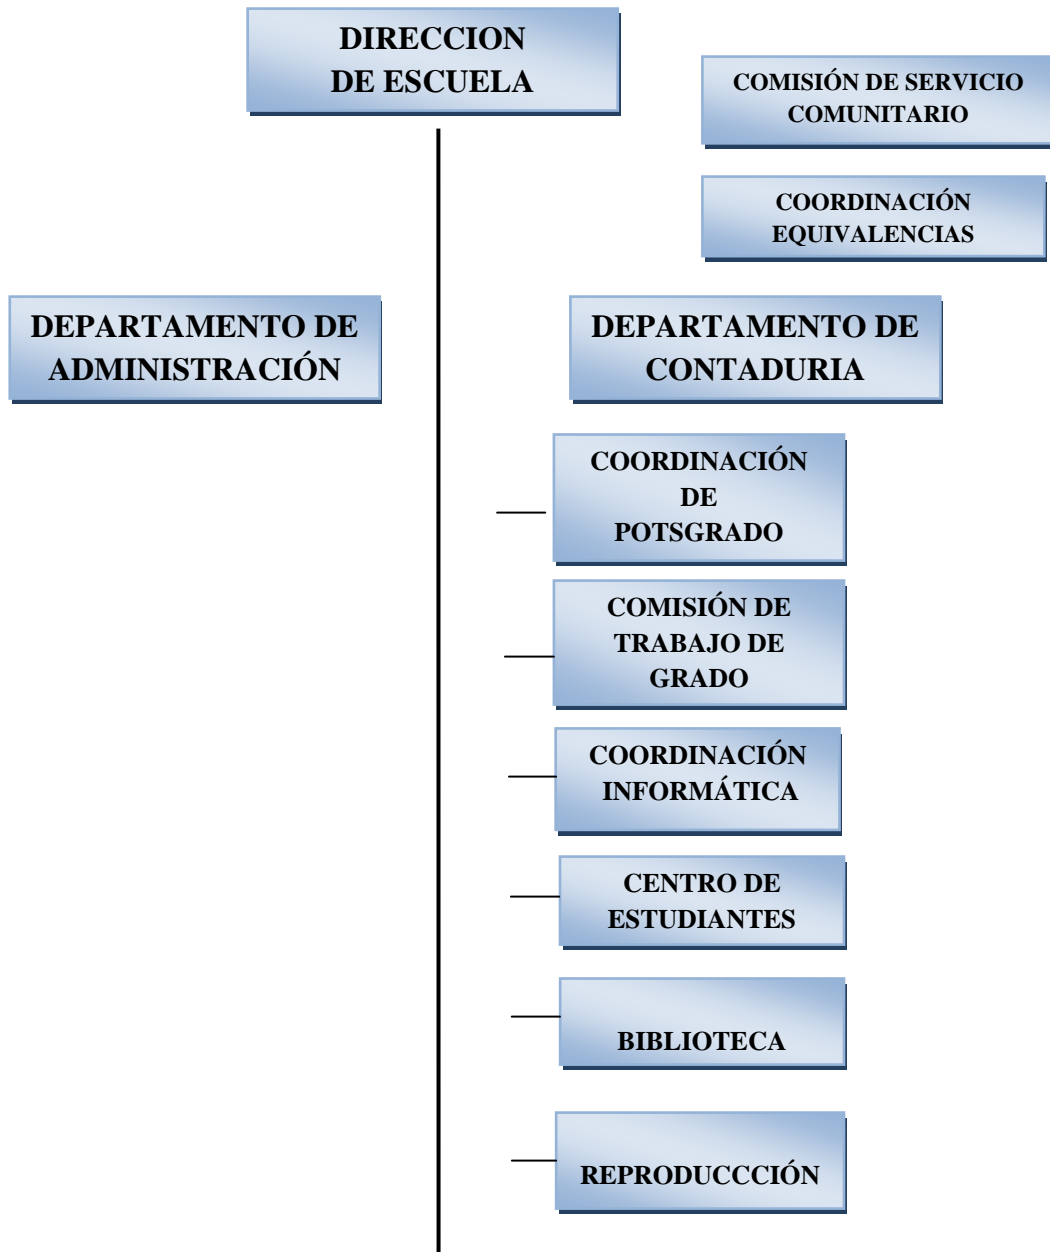 DIRECCION
DE ESCUELA
COMISIÓN DE SERVICIO
COMUNITARIO
COORDINACIÓN
EQUIVALENCIAS
DEPARTAMENTO DE
ADMINISTRACIÓN
DEPARTAMENTO DE
CONTADURIA
COORDINACIÓN
DE
POTSGRADO
COMISIÓN DE
TRABAJO DE
GRADO
COORDINACIÓN
INFORMÁTICA
CENTRO DE
ESTUDIANTES
BIBLIOTECA
REPRODUCCCIÓN